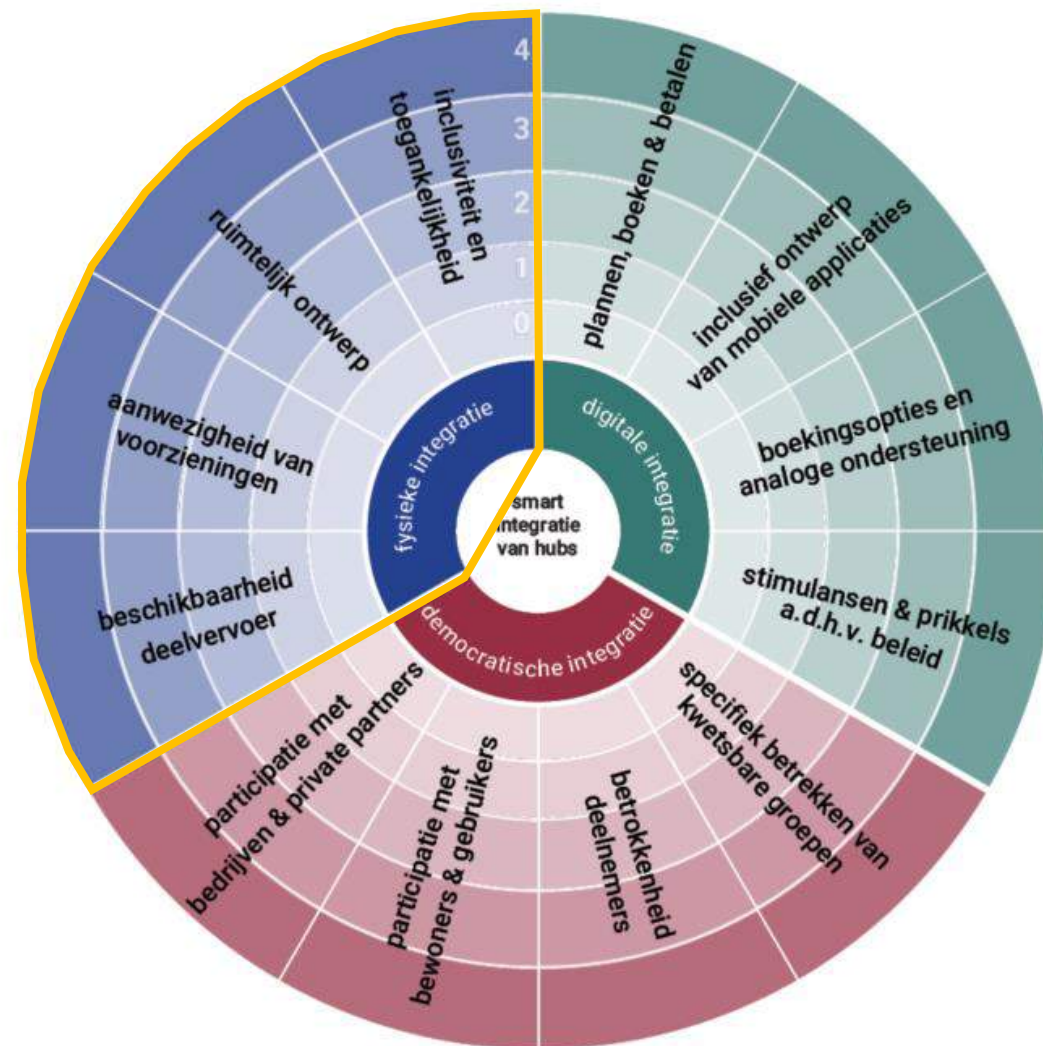 4
3
2
1
0
inclusiviteit en
toegankelijkheid
ruimtelijk ontwerp
aanwezigheid van
voorzieningen
beschikbaarheid
deelvervoer
plannen, boeken & betalen
inclusief ontwerp
van mobiele applicaties
boekingsopties en
analoge ondersteuning
stimulansen & prikkels
a.d.h.v. beleid
fysieke integratie
digitale integratie
democratische integratie
smart
integratie
van hubs
specifiek betrekken van
kwetsbare groepen
betrokkenheid
deelnemers
participatie met
bewoners & gebruikers
participatie met
bedrijven & private partners